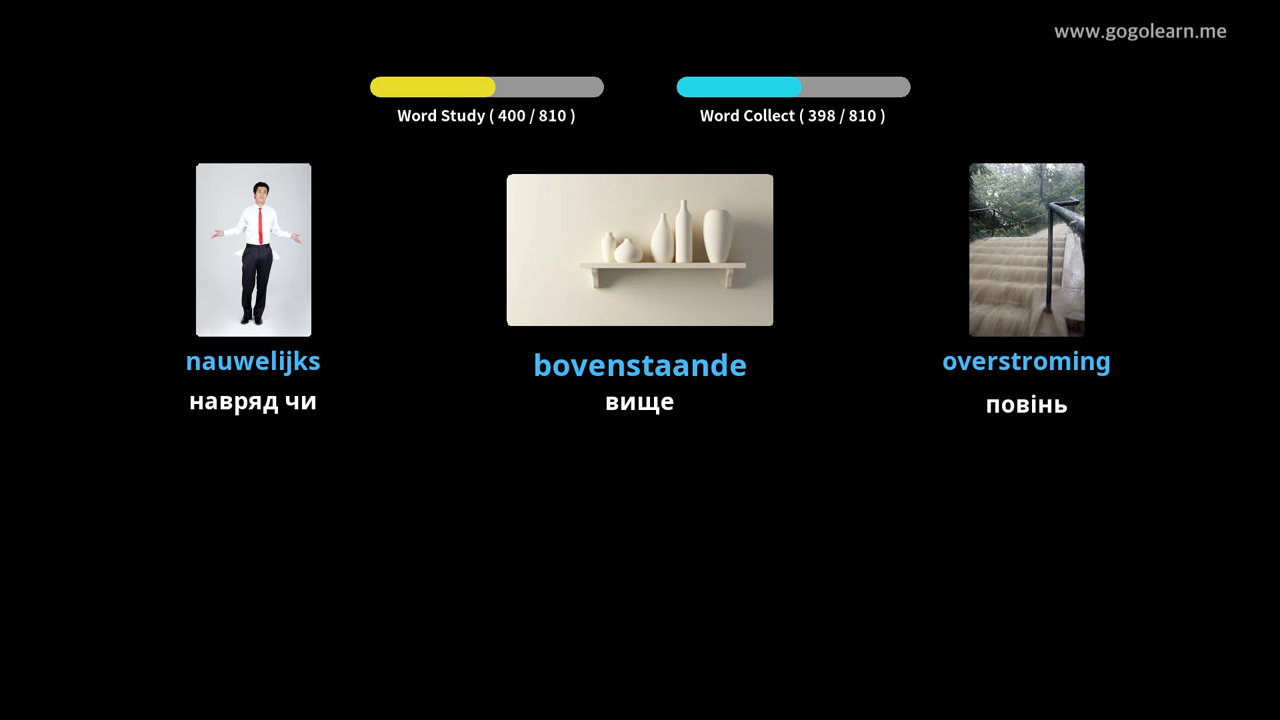 www.gogolearn.me
Word Study ( 400 / 810 )
Word Collect ( 398 / 810 )
nauwelijks
навряд чи
bovenstaande
вище
overstroming
повінь